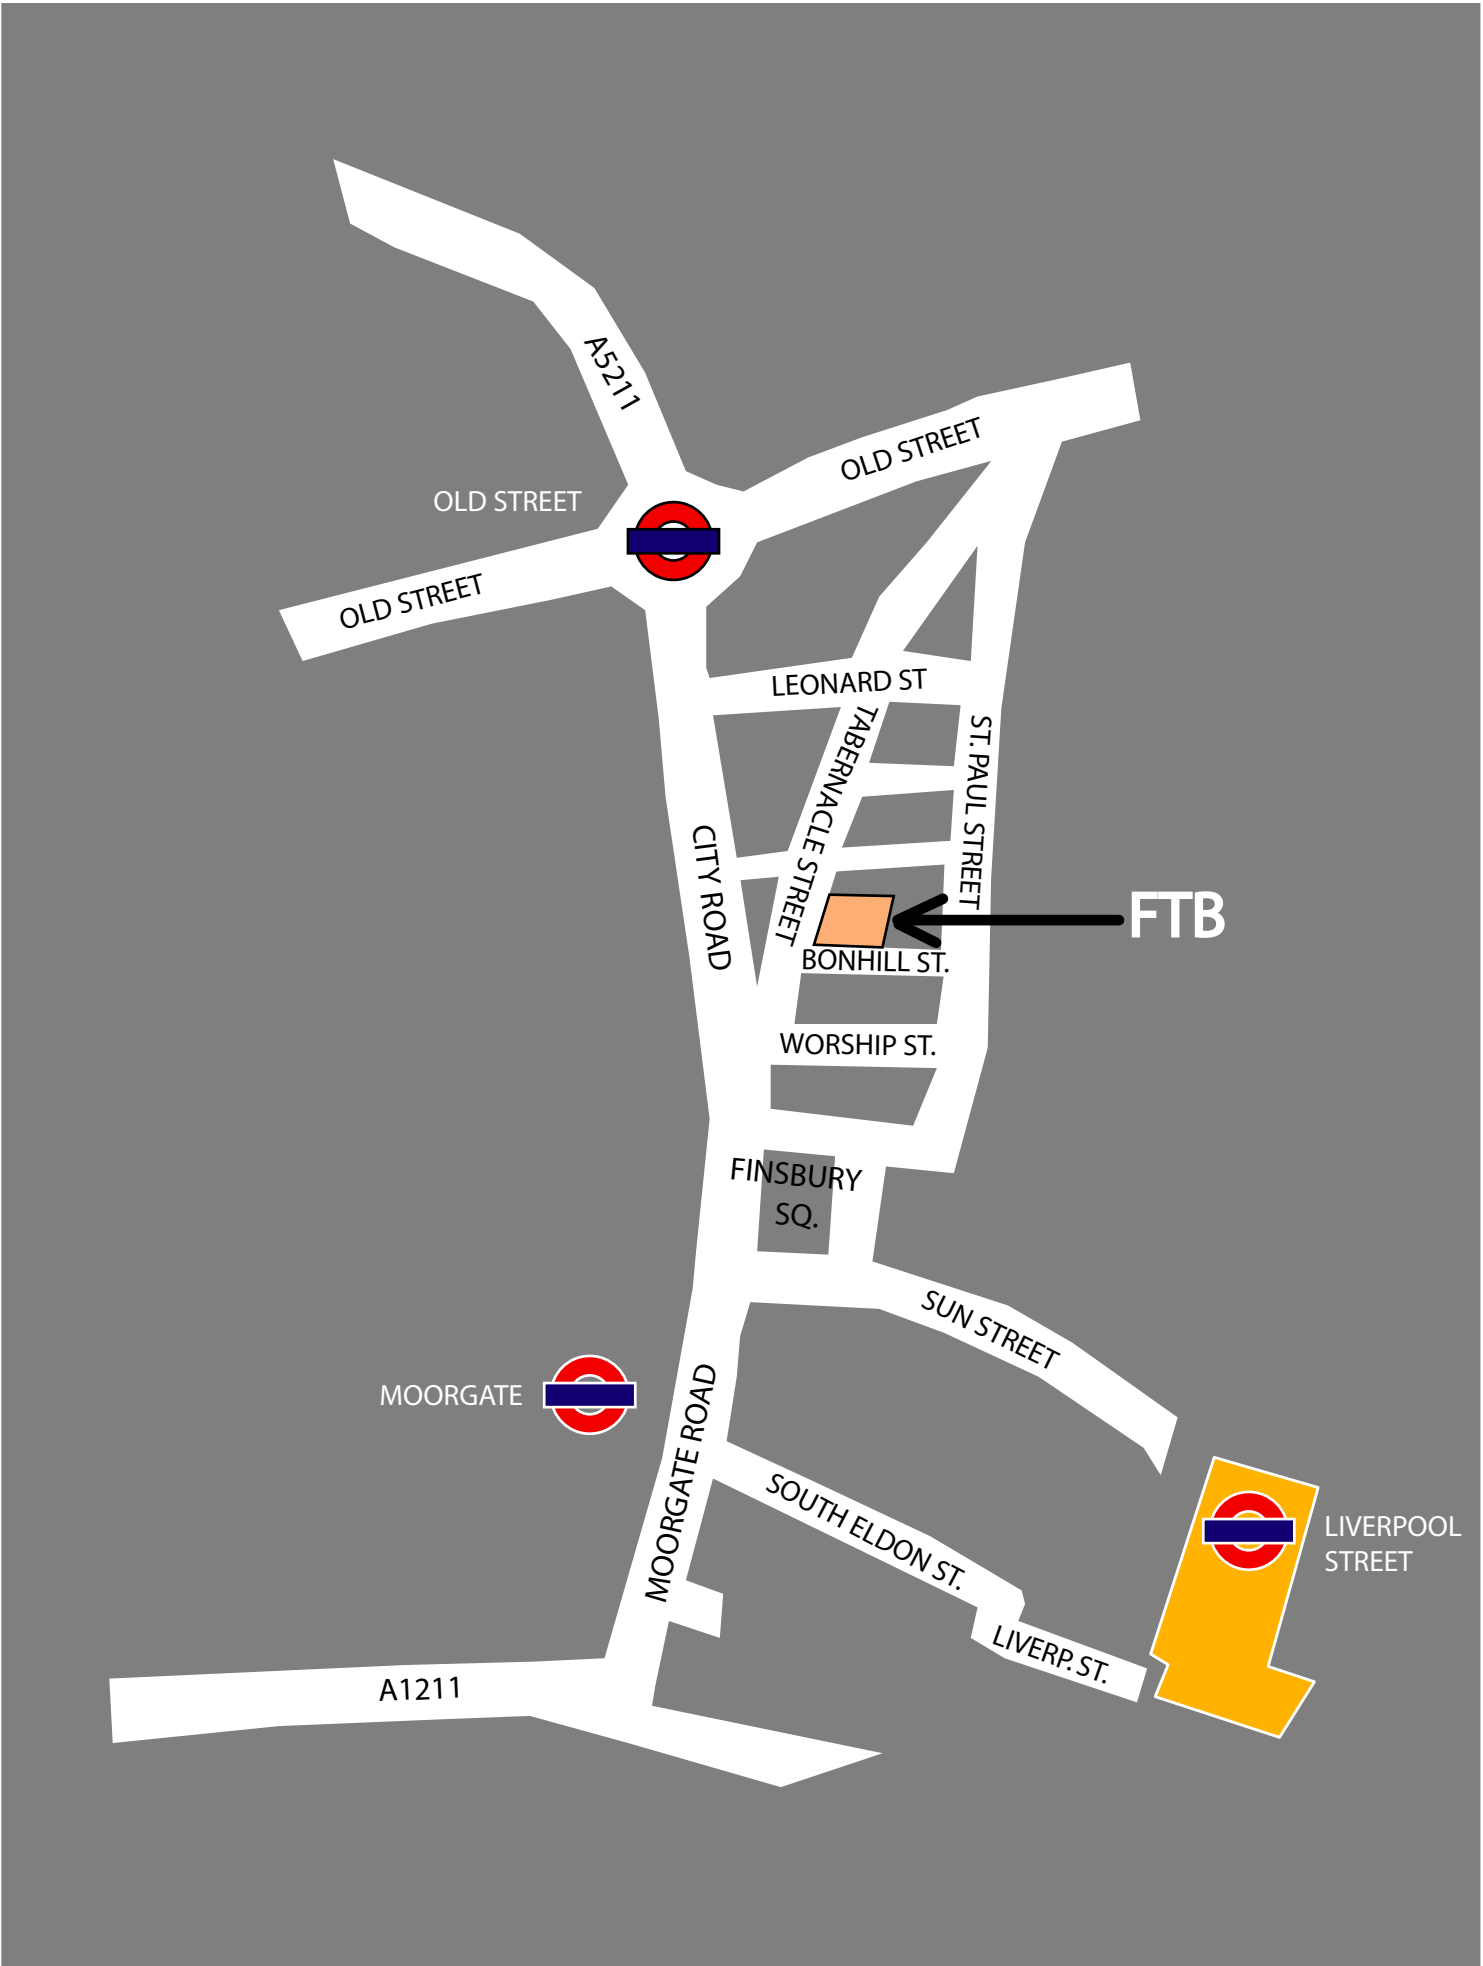 A5211
OLD STREET
OLD STREET
OLD STREET
LEONARD ST
TABERNACLE STREET
ST. PAUL STREET
CITY ROAD
FTB
BONHILL ST.
WORSHIP ST.
FINSBURY
SQ.
SUN STREET
MOORGATE
MOORGATE ROAD
SOUTH ELDON ST.
LIVERPOOL
STREET
LIVERP. ST.
A1211